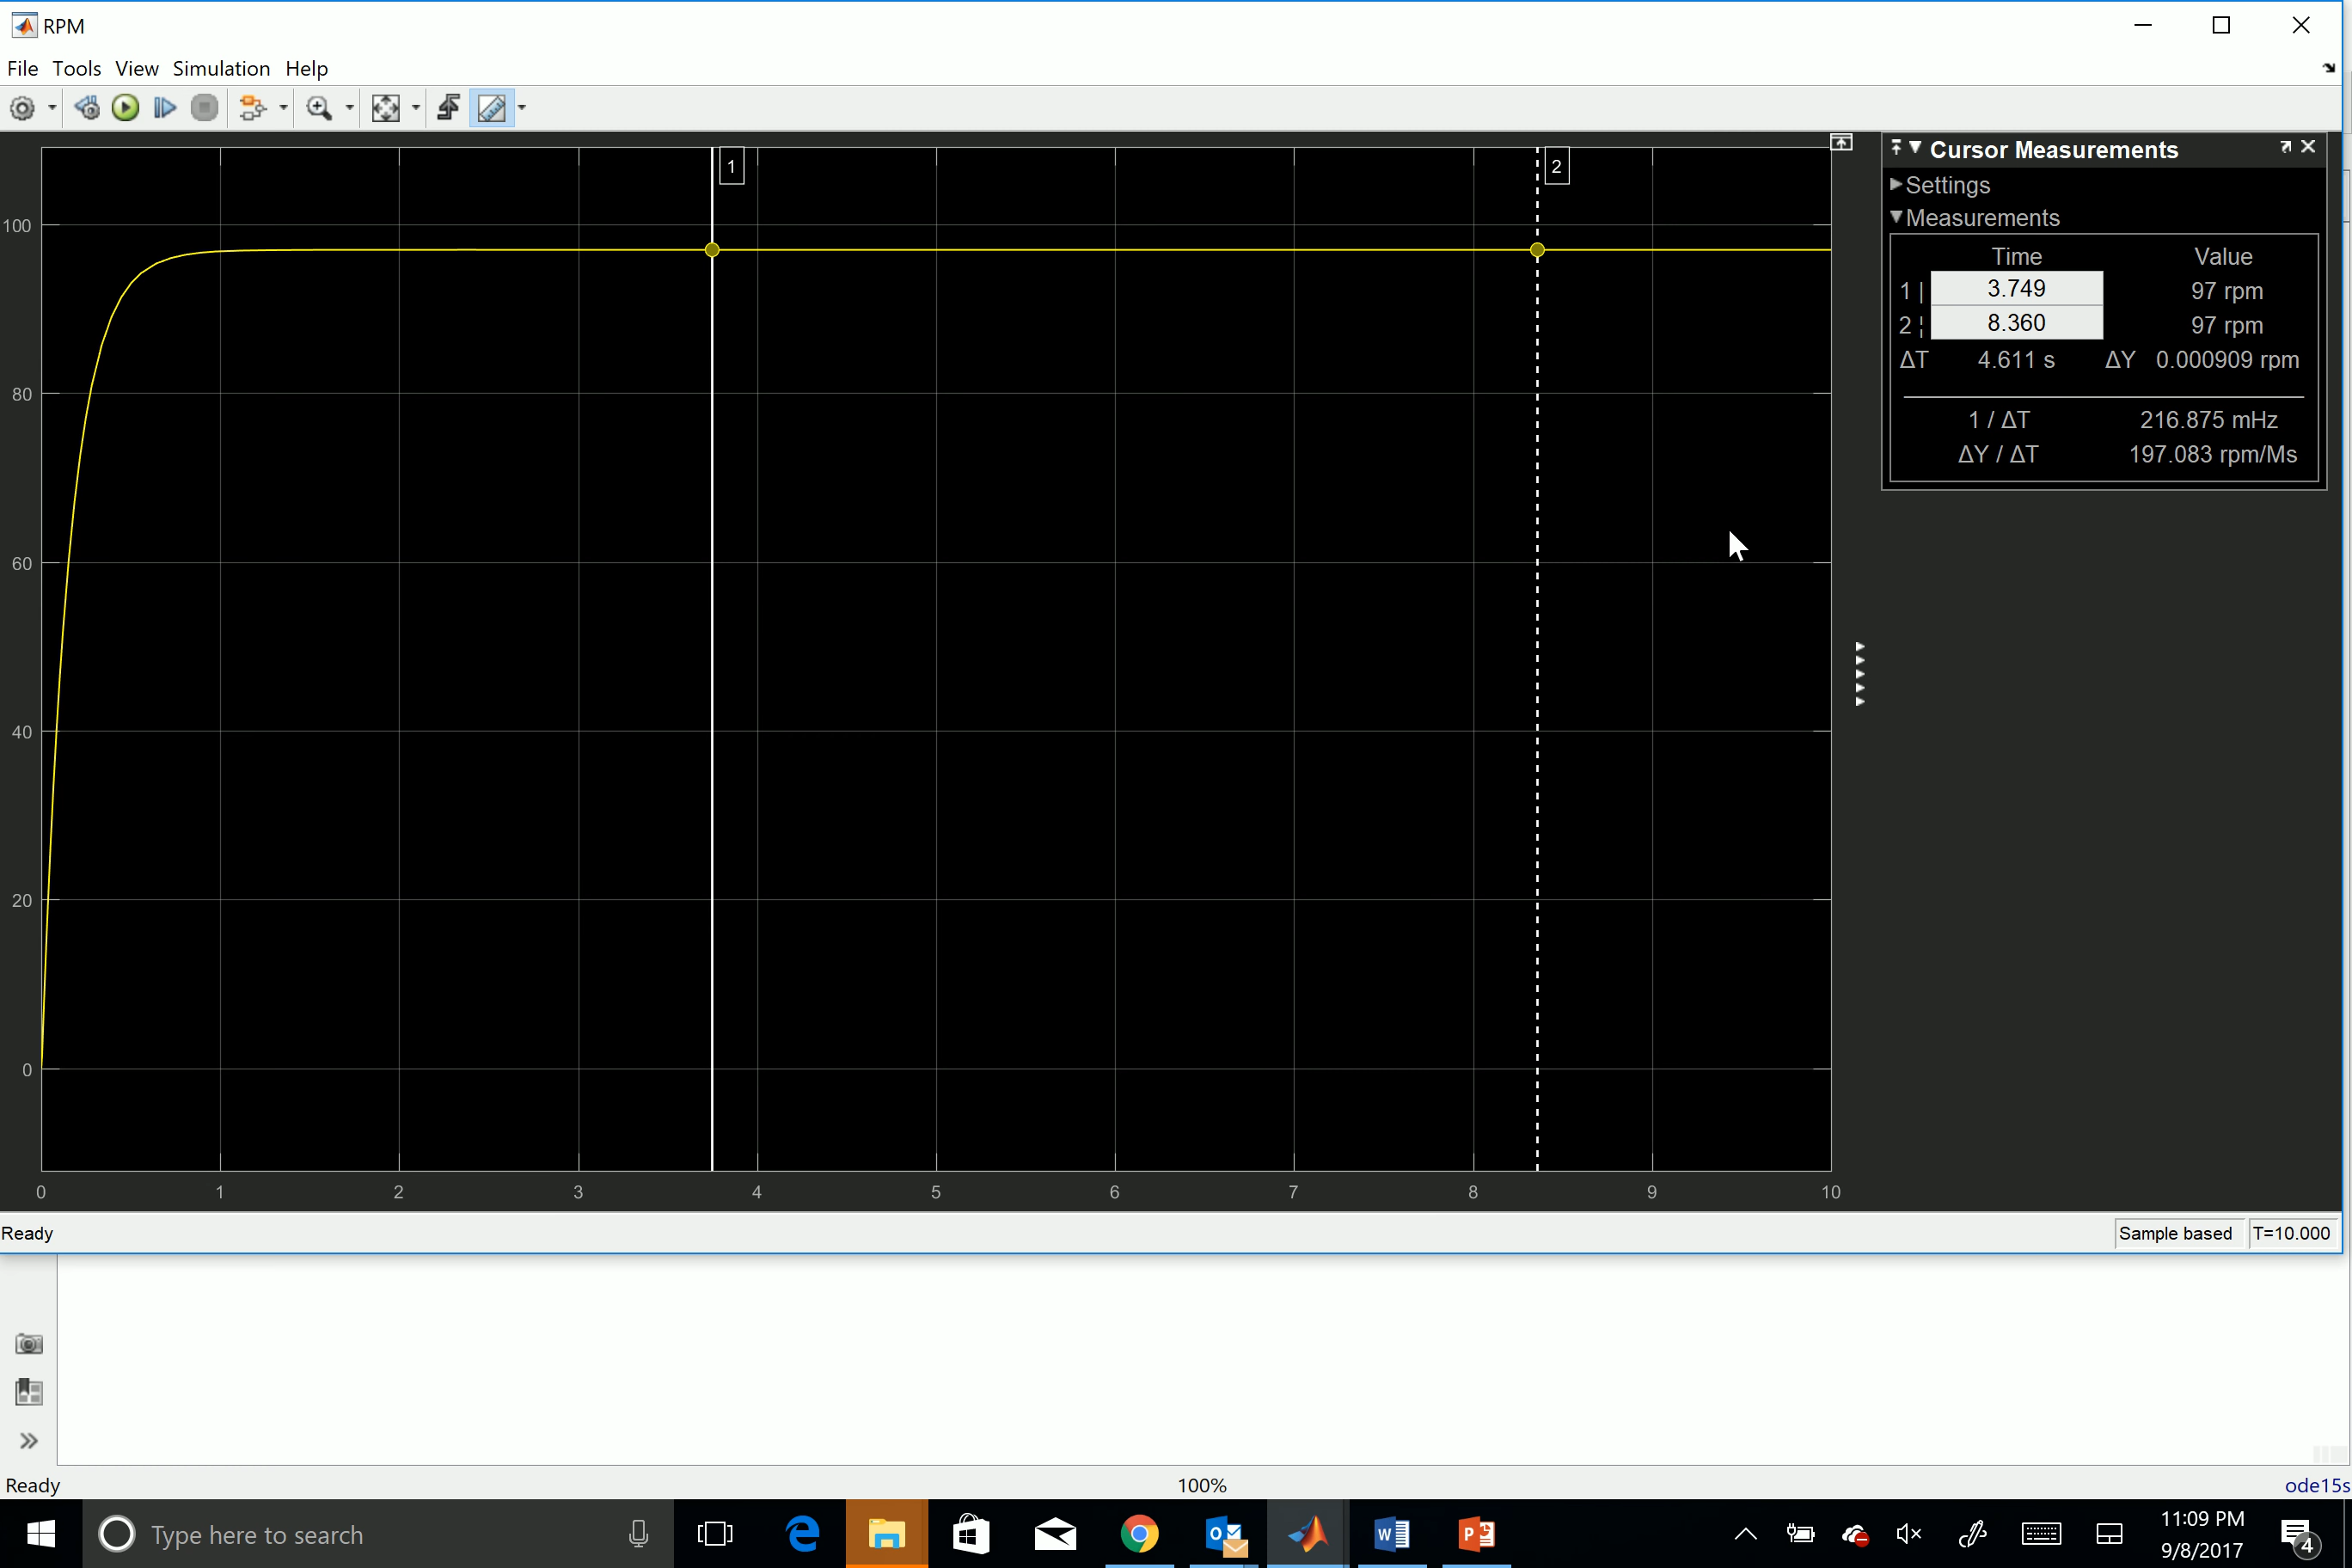 RPM
File Tools View Simulation Help
1
2
100
80
60
40
20
0
0 1 2 3 4 5 6 7 8 9 10
Cursor Measurements
Settings
Measurements
Time Value
1 | 3.749 97 rpm
2 ¦ 8.360 97 rpm
ΔT 4.611 s ΔY 0.000909 rpm
1 / ΔT 216.875 mHz
ΔY / ΔT 197.083 rpm/Ms
Ready Sample based T=10.000
Ready 100% ode15s
Type here to search
11:09 PM
9/8/2017
4